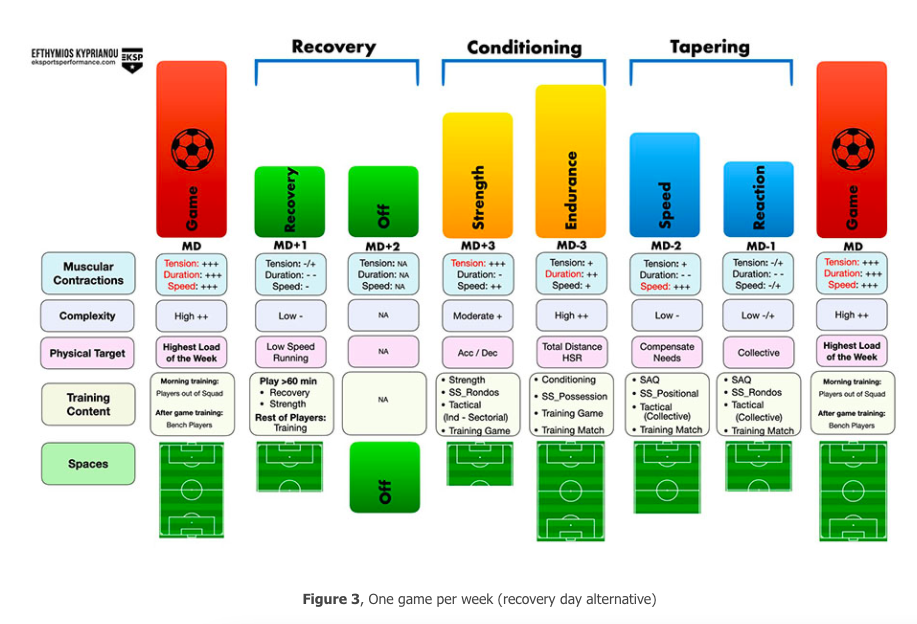 EFTHYMIOS KYPRIANOU
eksportsperformance.com
EKSP
Recovery
Conditioning
Tapering
Game
Recovery
Off
Strength
Endurance
Speed
Reaction
Game
MD
MD+1
MD+2
MD+3
MD-3
MD-2
MD-1
MD
Muscular
Contractions
Tension: +++
Duration: +++
Speed: +++
Tension: -/+
Duration: - -
Speed: -
Tension: NA
Duration: NA
Speed: NA
Tension: +++
Duration: -
Speed: ++
Tension: +
Duration: ++
Speed: +
Tension: +
Duration: - -
Speed: +++
Tension: -/+
Duration: - -
Speed: -/+
Tension: +++
Duration: +++
Speed: +++
Complexity
High ++
Low -
NA
Moderate +
High ++
Low -
Low -/+
High ++
Physical Target
Highest Load
of the Week
Low Speed
Running
NA
Acc / Dec
Total Distance
HSR
Compensate
Needs
Collective
Highest Load
of the Week
Training
Content
Morning training:
Players out of Squad
After game training:
Bench Players
Play >60 min
• Recovery
• Strength
Rest of Players:
Training
NA
• Strength
• SS_Rondos
• Tactical
(Ind - Sectorial)
• Training Game
• Conditioning
• SS_Possession
• Training Game
• Training Match
• SAQ
• SS_Positional
• Tactical
(Collective)
• Training Match
• SAQ
• SS_Rondos
• Tactical
(Collective)
• Training Match
Morning training:
Players out of Squad
After game training:
Bench Players
Spaces
Off
Figure 3, One game per week (recovery day alternative)